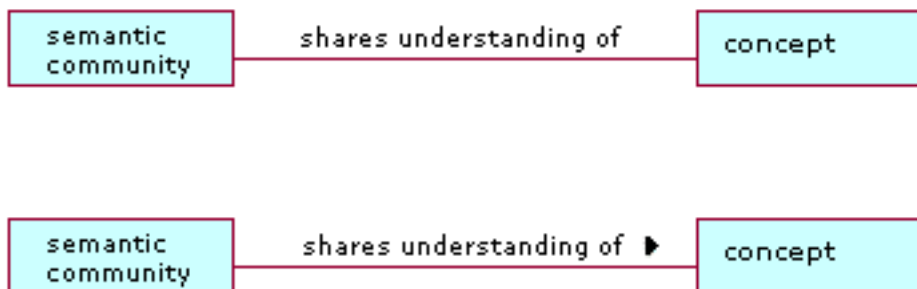 semantic
community
shares understanding of
concept
semantic
community
shares understanding of
concept